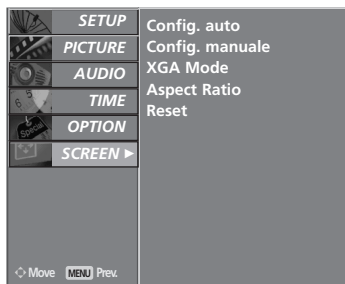 SETUP
PICTURE
AUDIO
TIME
OPTION
SCREEN ►
Config. auto
Config. manuale
XGA Mode
Aspect Ratio
Reset
Move MENU Prev.